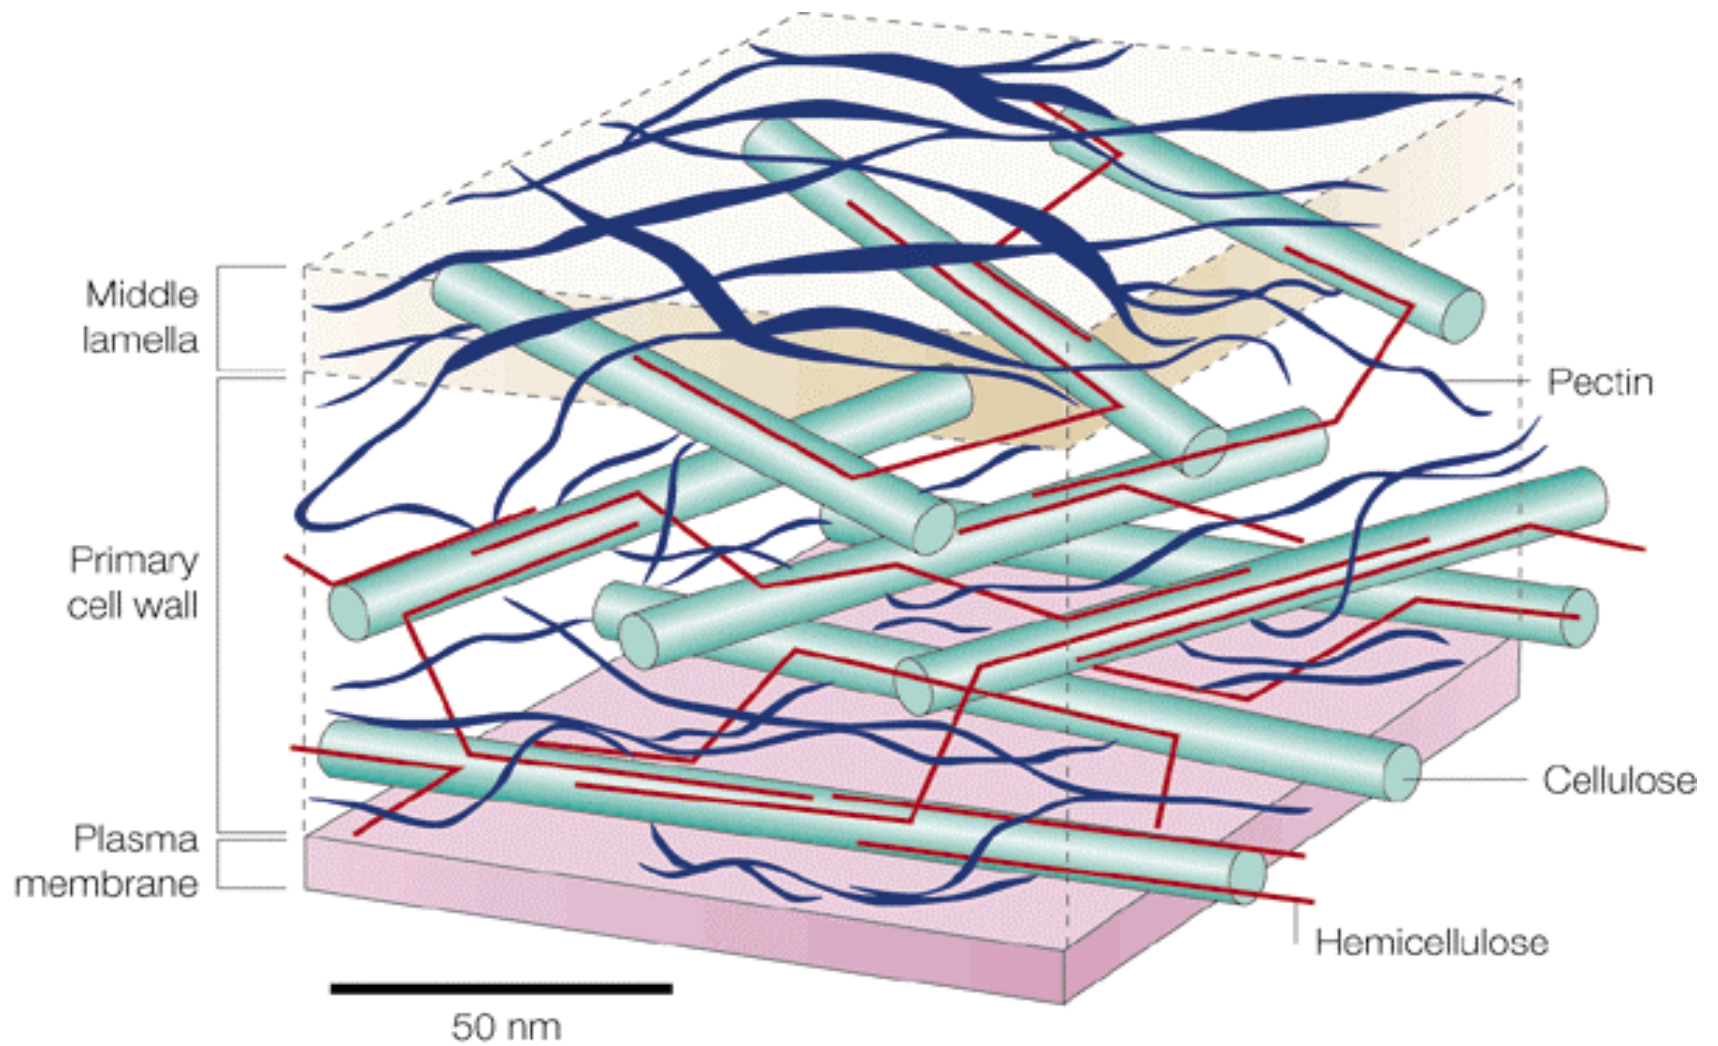 Middle
lamella
Pectin
Primary
cell wall
Cellulose
Plasma
membrane
Hemicellulose
50 nm